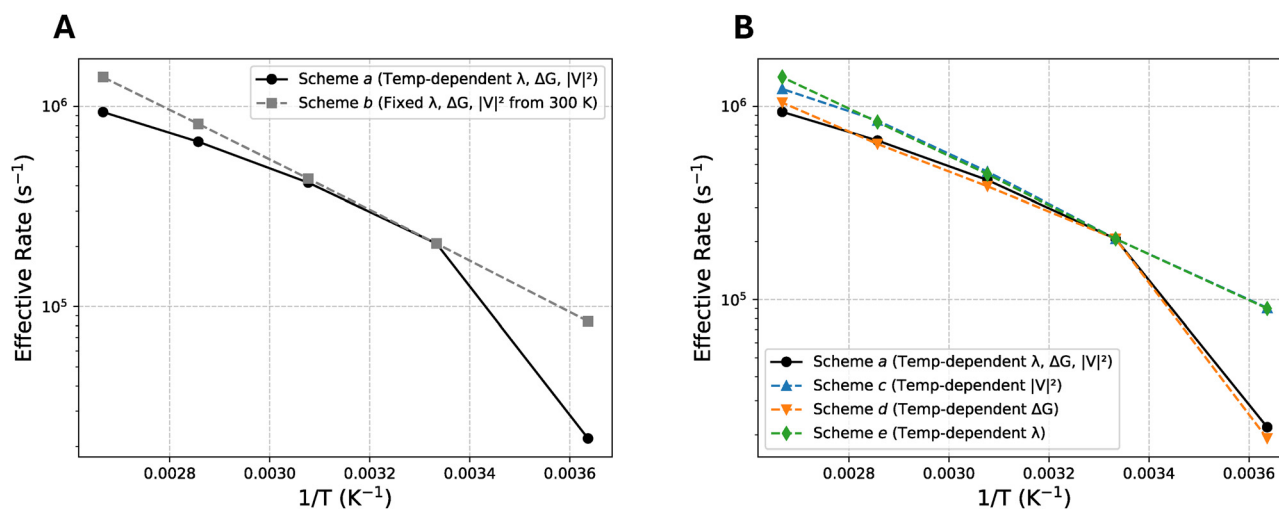 A
Effective Rate (s⁻¹)
10⁶
10⁵
Scheme a (Temp-dependent λ, ΔG, |V|²)
Scheme b (Fixed λ, ΔG, |V|² from 300 K)
0.0028 0.0030 0.0032 0.0034 0.0036
1/T (K⁻¹)
B
Effective Rate (s⁻¹)
10⁶
10⁵
Scheme a (Temp-dependent λ, ΔG, |V|²)
Scheme c (Temp-dependent |V|²)
Scheme d (Temp-dependent ΔG)
Scheme e (Temp-dependent λ)
0.0028 0.0030 0.0032 0.0034 0.0036
1/T (K⁻¹)